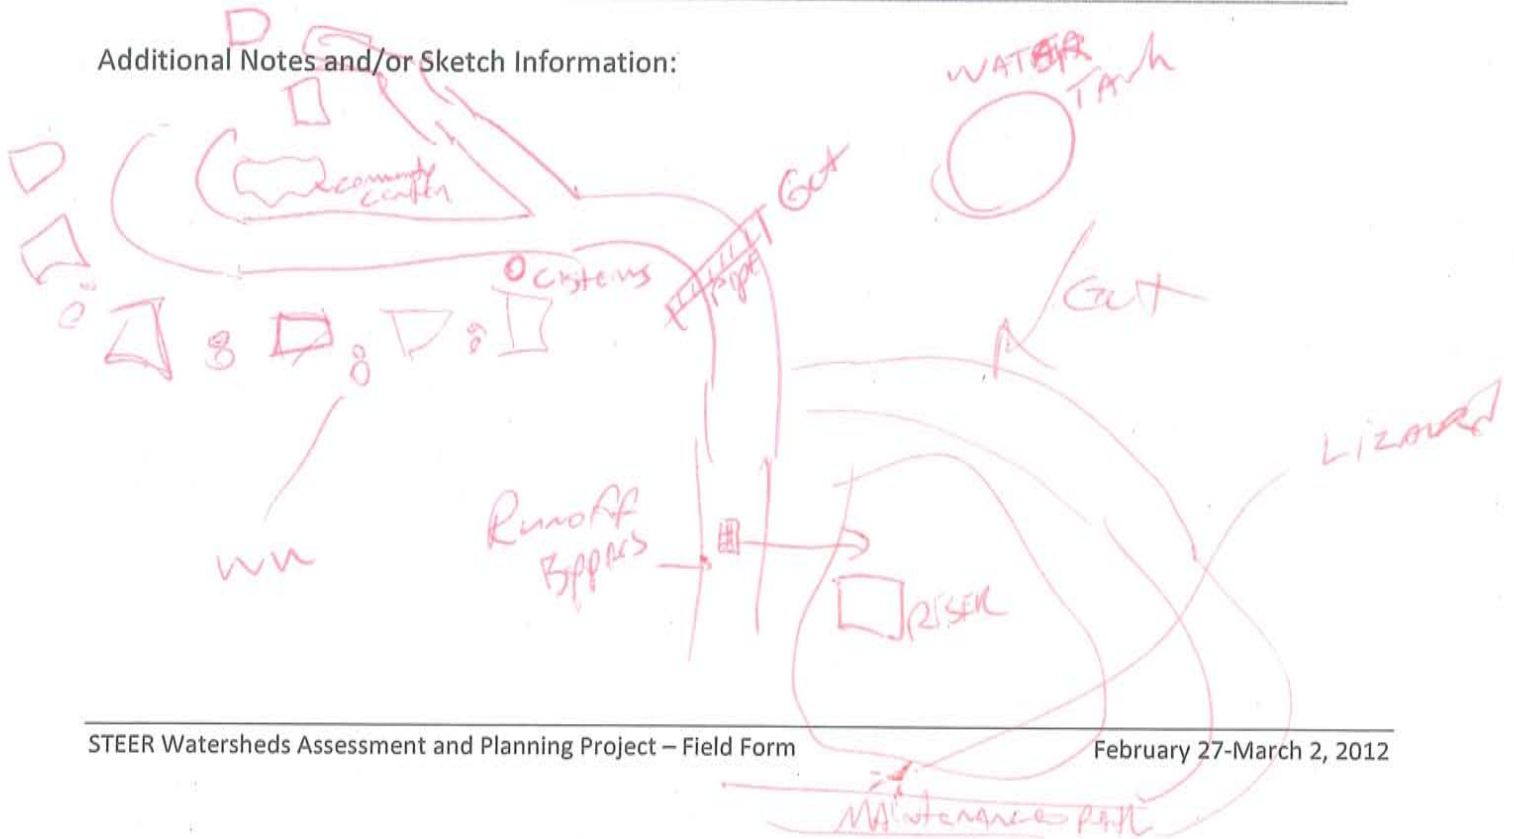 Additional Notes and/or Sketch Information:
WATER
TANK
Community
Center
Gut
Cisterns
Pipe
Gut
LIZARD
Runoff
RISER
STEER Watersheds Assessment and Planning Project – Field Form
February 27-March 2, 2012
Maintenance path